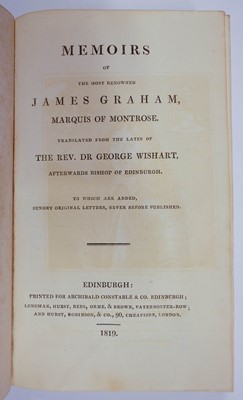 MEMOIRS
OF
THE MOST RENOWNED
JAMES GRAHAM,
MARQUIS OF MONTROSE.
TRANSLATED FROM THE LATIN OF
THE REV. DR GEORGE WISHART,
AFTERWARDS BISHOP OF EDINBURGH.
TO WHICH ARE ADDED,
SUNDRY ORIGINAL LETTERS, NEVER BEFORE PUBLISHED.
EDINBURGH:
PRINTED FOR ARCHIBALD CONSTABLE & CO. EDINBURGH;
LONGMAN, HURST, REES, ORME, & BROWN, PATERNOSTER-ROW;
AND HURST, ROBINSON, & CO., 90, CHEAPSIDE, LONDON.
1819.